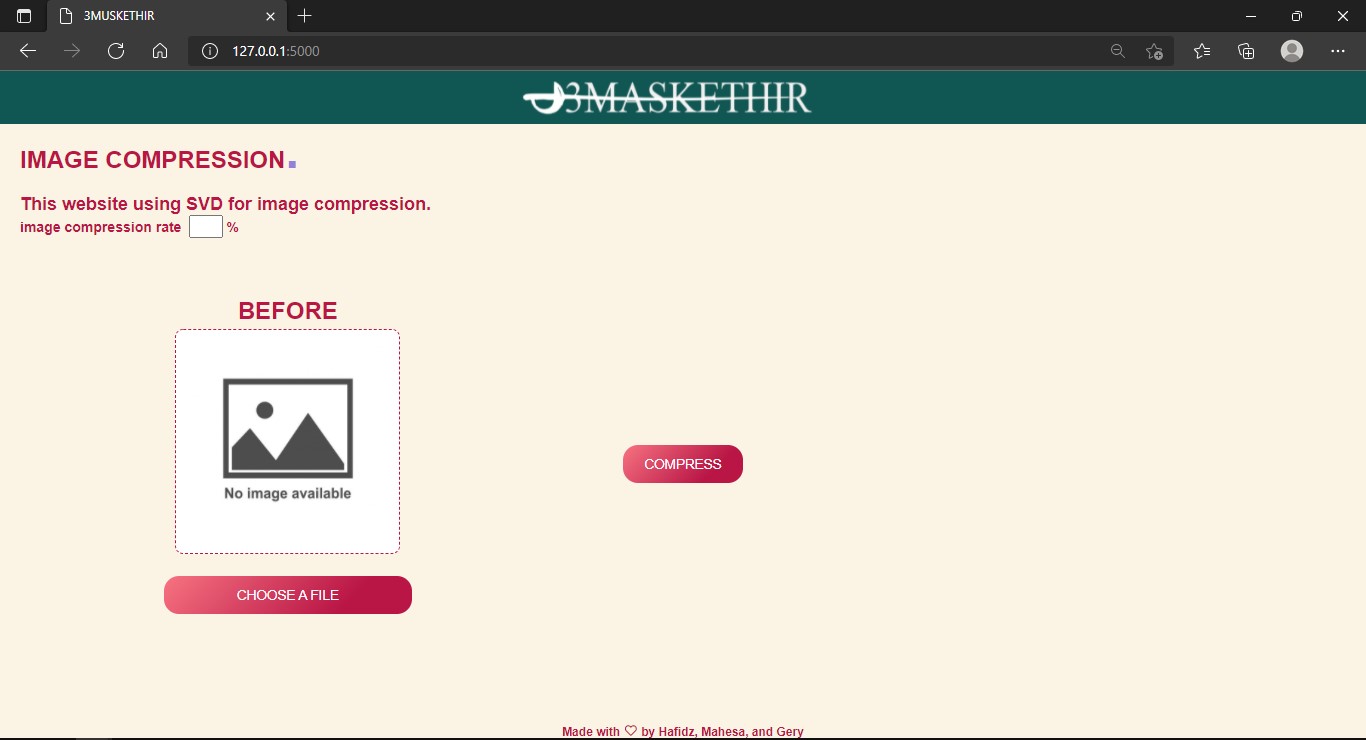 3MUSKETHIR
127.0.0.1:5000
3MASKETHIR
IMAGE COMPRESSION
This website using SVD for image compression.
image compression rate %
BEFORE
No image available
COMPRESS
CHOOSE A FILE
Made with ♡ by Hafidz, Mahesa, and Gery